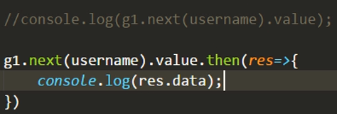 //console.log(g1.next(username).value);
g1.next(username).value.then(res=>{
    console.log(res.data);
})